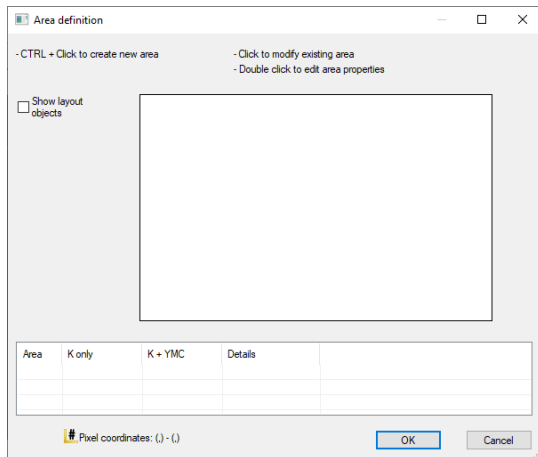 Area definition
- CTRL + Click to create new area
- Click to modify existing area
- Double click to edit area properties
Show layout
objects
Area K only K + YMC Details
# Pixel coordinates: (,) - (,)
OK
Cancel